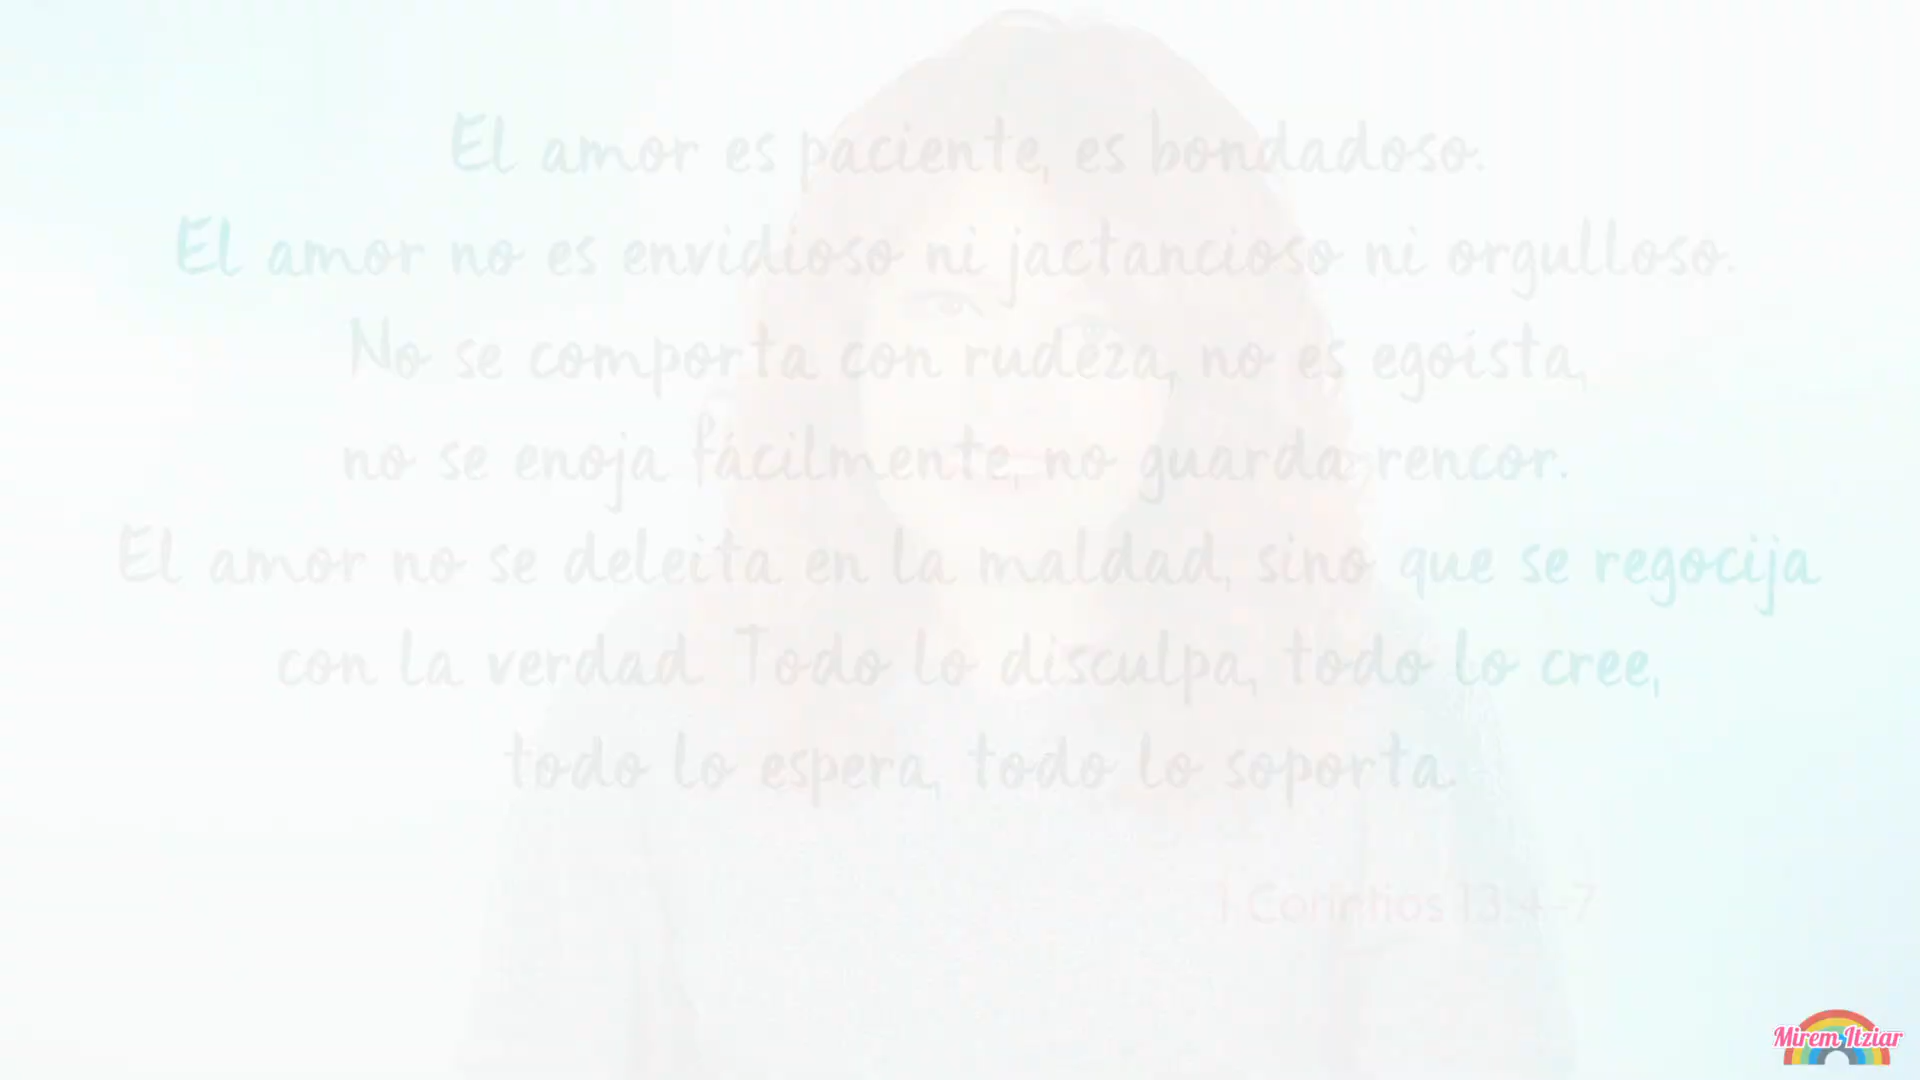 El amor es paciente, es bondadoso.
El amor no es envidioso ni jactancioso ni orgulloso.
No se comporta con rudeza, no es egoísta,
no se enoja fácilmente, no guarda rencor.
El amor no se deleita en la maldad, sino que se regocija
con la verdad. Todo lo disculpa, todo lo cree,
todo lo espera, todo lo soporta.
1 Corintios 13:4-7
Mirem Itziar